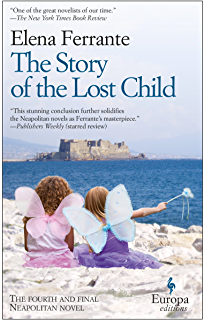 "One of the great novelists of our time."
—The New York Times Book Review
Elena Ferrante
The Story
of the Lost Child
"This stunning conclusion further solidifies
the Neapolitan novels as Ferrante's masterpiece."
—Publishers Weekly (starred review)
THE FOURTH AND FINAL
NEAPOLITAN NOVEL
Europa
editions